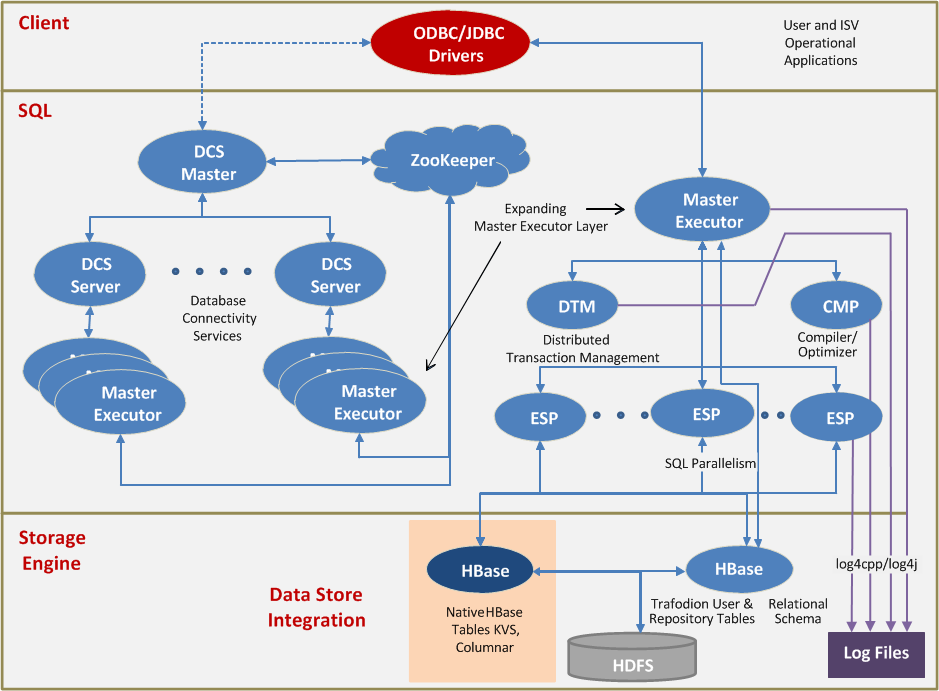 Client
ODBC/JDBC
Drivers
User and ISV
Operational
Applications
SQL
DCS
Master
ZooKeeper
Master
Executor
Expanding
Master Executor Layer
DCS
Server
DCS
Server
Database
Connectivity
Services
DTM
CMP
Distributed
Transaction Management
Compiler/
Optimizer
Master
Executor
Master
Executor
ESP
ESP
ESP
SQL Parallelism
Storage
Engine
HBase
HBase
log4cpp/log4j
Data Store
Integration
NativeHBase
Tables KVS,
Columnar
Trafodion User &
Repository Tables
Relational
Schema
HDFS
Log Files